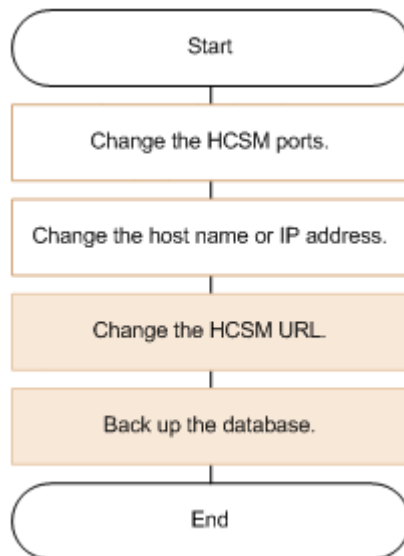 Start
Change the HCSM ports.
Change the host name or IP address.
Change the HCSM URL.
Back up the database.
End